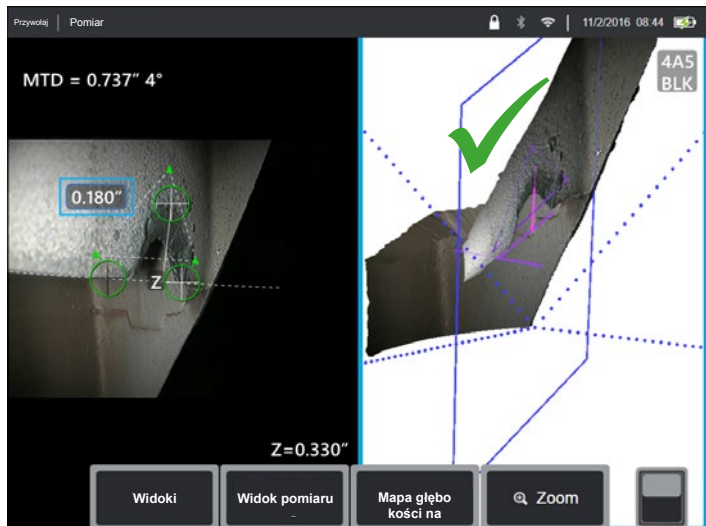 Przywołaj | Pomiar
11/2/2016 08:44
MTD = 0.737" 4°
4A5
BLK
0.180"
A
A
A
Z
Z=0.330"
Widoki
Widok pomiaru
_
Mapa głębo
kości na
Zoom